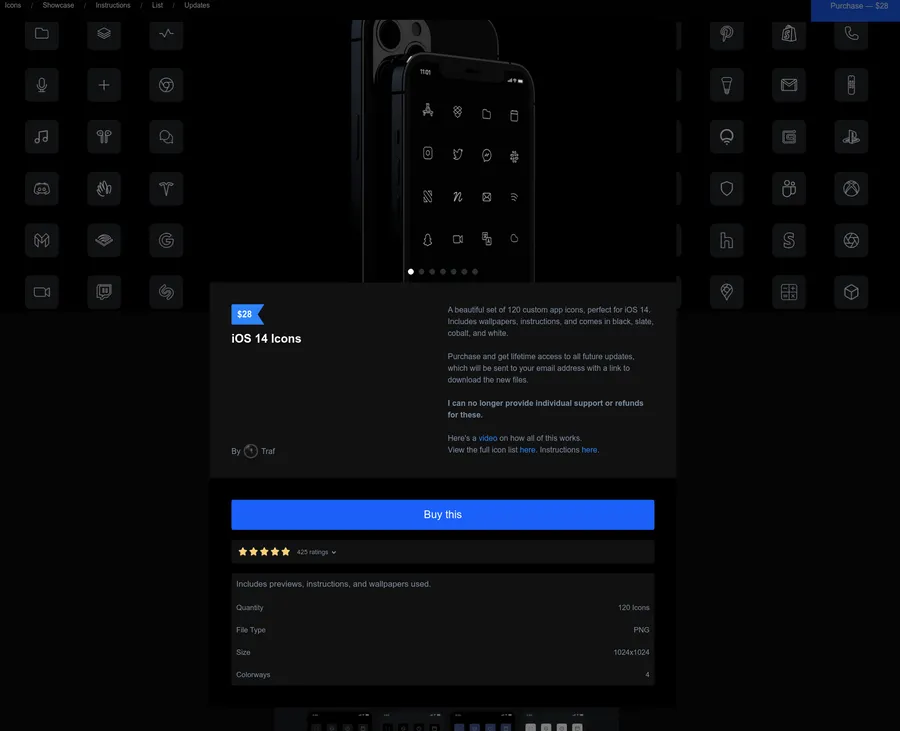 Icons / Showcase / Instructions / List / Updates
Purchase — $28
11:01
$28
iOS 14 Icons
By Traf
A beautiful set of 120 custom app icons, perfect for iOS 14.
Includes wallpapers, instructions, and comes in black, slate,
cobalt, and white.
Purchase and get lifetime access to all future updates,
which will be sent to your email address with a link to
download the new files.
I can no longer provide individual support or refunds
for these.
Here's a video on how all of this works.
View the full icon list here. Instructions here.
Buy this
425 ratings
Includes previews, instructions, and wallpapers used.
Quantity 120 Icons
File Type PNG
Size 1024x1024
Colorways 4